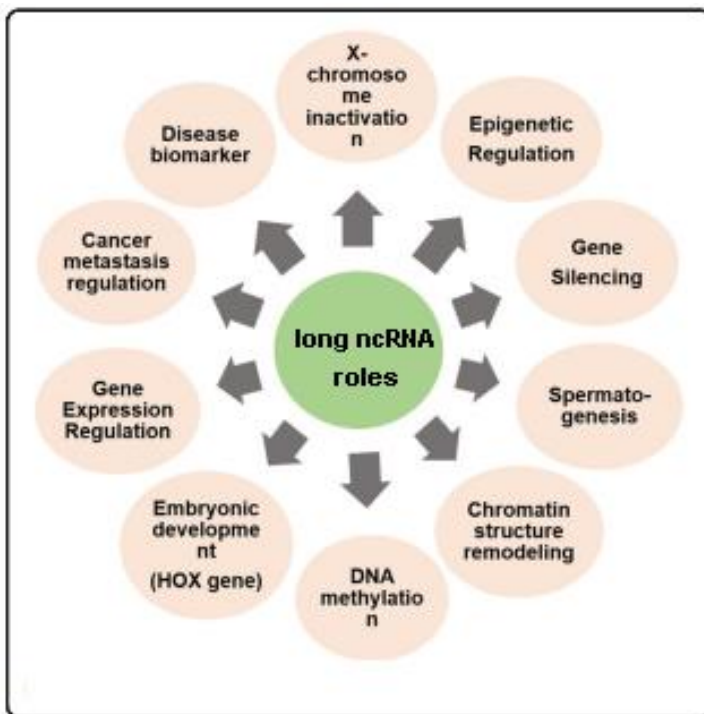 X-
chromoso
me
inactivatio
n
Epigenetic
Regulation
Gene
Silencing
Spermato-
genesis
Chromatin
structure
remodeling
DNA
methylatio
n
Embryonic
developme
nt
(HOX gene)
Gene
Expression
Regulation
Cancer
metastasis
regulation
Disease
biomarker
long ncRNA
roles